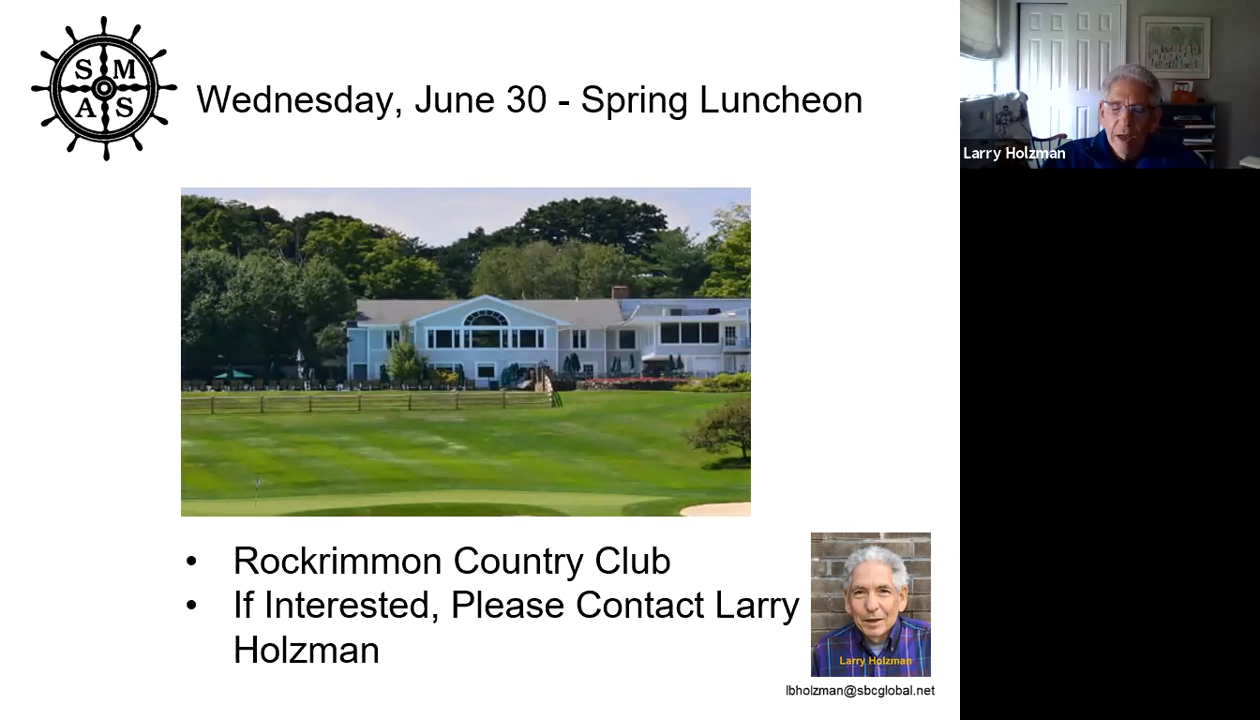 S M
A S
Wednesday, June 30 - Spring Luncheon
Larry Holzman
• Rockrimmon Country Club
• If Interested, Please Contact Larry
Holzman
Larry Holzman
lbholzman@sbcglobal.net